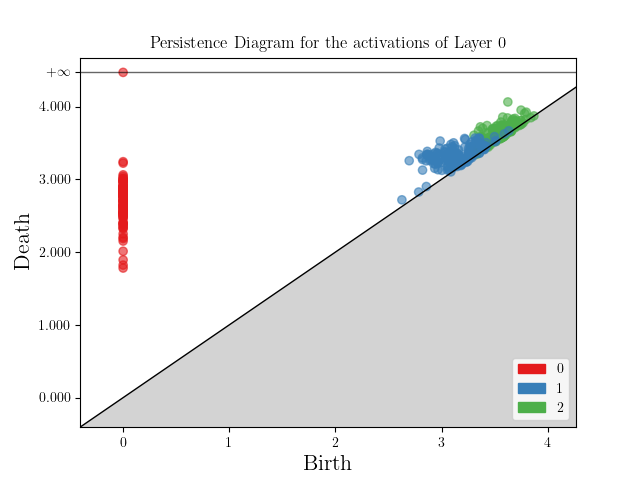 Persistence Diagram for the activations of Layer 0
+∞
4.000
3.000
2.000
1.000
0.000
Death
0 1 2 3 4
Birth
0
1
2